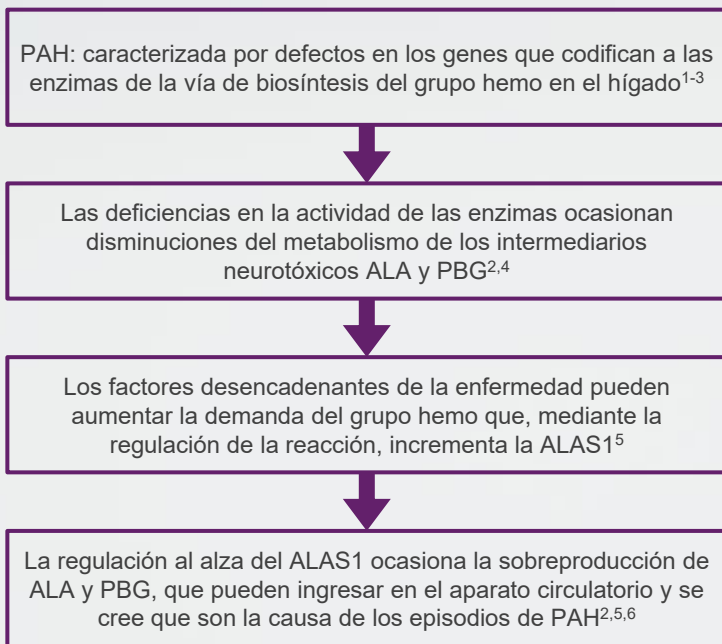 PAH: caracterizada por defectos en los genes que codifican a las
enzimas de la vía de biosíntesis del grupo hemo en el hígado1-3
Las deficiencias en la actividad de las enzimas ocasionan
disminuciones del metabolismo de los intermediarios
neurotóxicos ALA y PBG2,4
Los factores desencadenantes de la enfermedad pueden
aumentar la demanda del grupo hemo que, mediante la
regulación de la reacción, incrementa la ALAS15
La regulación al alza del ALAS1 ocasiona la sobreproducción de
ALA y PBG, que pueden ingresar en el aparato circulatorio y se
cree que son la causa de los episodios de PAH2,5,6